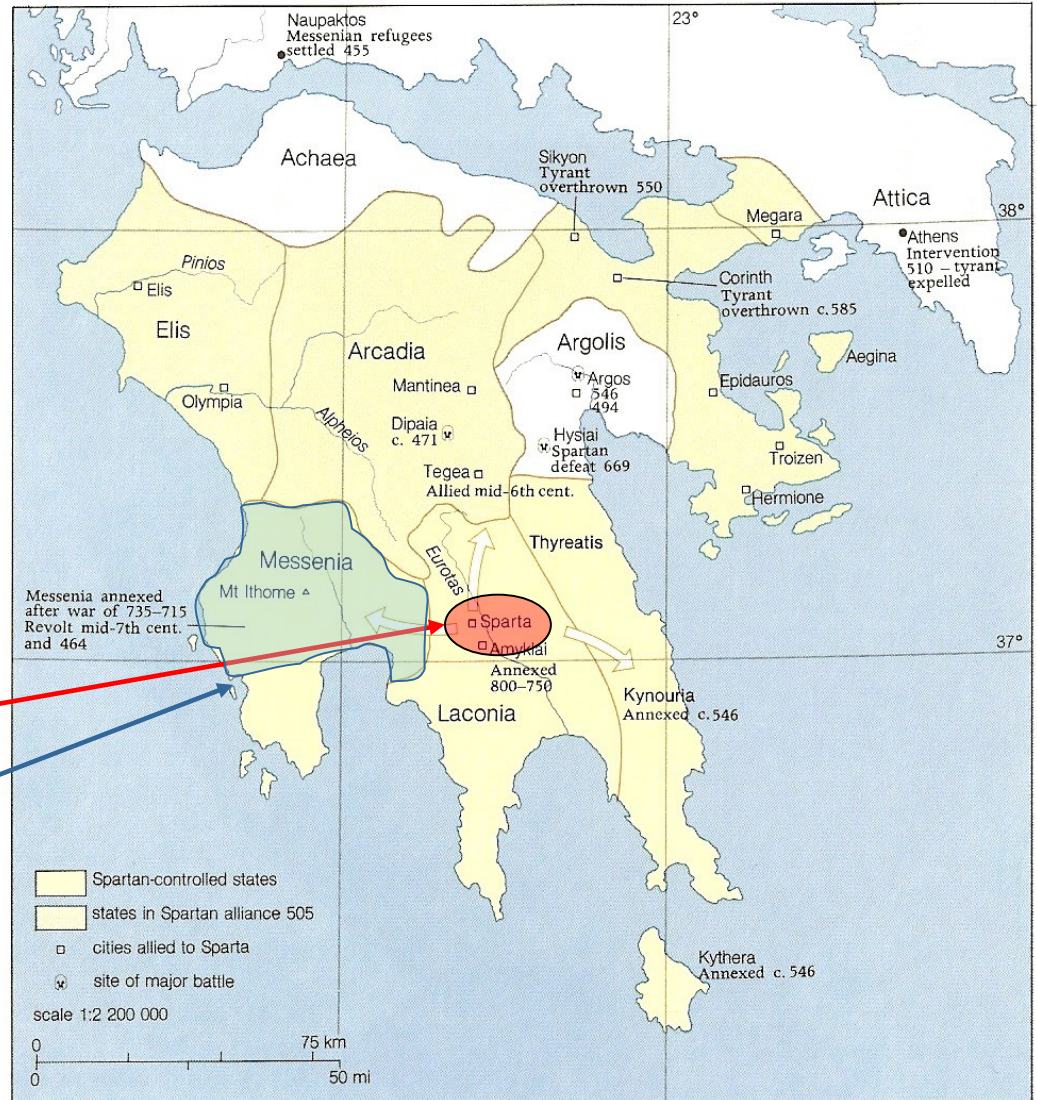 Naupaktos
Messenian refugees
settled 455
23°
Achaea
Sikyon
Tyrant
overthrown 550
Attica
38°
Megara
Athens
Intervention
510 – tyrant
expelled
Pinios
Elis
Elis
Corinth
Tyrant
overthrown c.585
Arcadia
Argolis
Aegina
Mantinea
Argos
546
494
Epidauros
Olympia
Alpheios
Dipaia
c. 471
Hysiai
Spartan
defeat 669
Troizen
Tegea
Allied mid-6th cent.
Hermione
Messenia
Eurotas
Thyreatis
Mt Ithome
Messenia annexed
after war of 735–715
Revolt mid-7th cent.
and 464
Sparta
Amyklai
Annexed
800–750
37°
Kynouria
Annexed c.546
Laconia
Spartan-controlled states
states in Spartan alliance 505
cities allied to Sparta
site of major battle
scale 1:2 200 000
Kythera
Annexed c. 546
0 75 km
0 50 mi